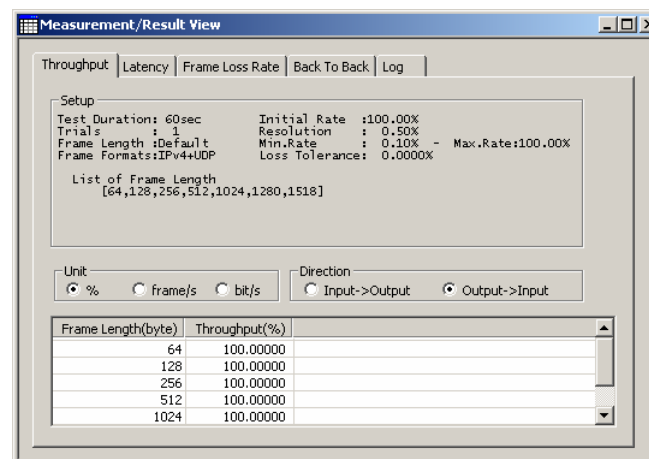 Measurement/Result View
Throughput Latency Frame Loss Rate Back To Back Log
Setup
Test Duration: 60sec Initial Rate :100.00%
Trials : 1 Resolution : 0.50%
Frame Length :Default Min.Rate : 0.10% - Max.Rate:100.00%
Frame Formats:IPv4+UDP Loss Tolerance: 0.0000%
List of Frame Length
[64,128,256,512,1024,1280,1518]
Unit Direction
% frame/s bit/s Input->Output Output->Input
Frame Length(byte) Throughput(%)
64 100.00000
128 100.00000
256 100.00000
512 100.00000
1024 100.00000